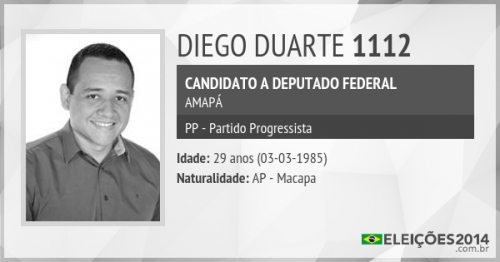 DIEGO DUARTE 1112
CANDIDATO A DEPUTADO FEDERAL
AMAPÁ
PP - Partido Progressista
Idade: 29 anos (03-03-1985)
Naturalidade: AP - Macapa
ELEIÇÕES2014
.com.br